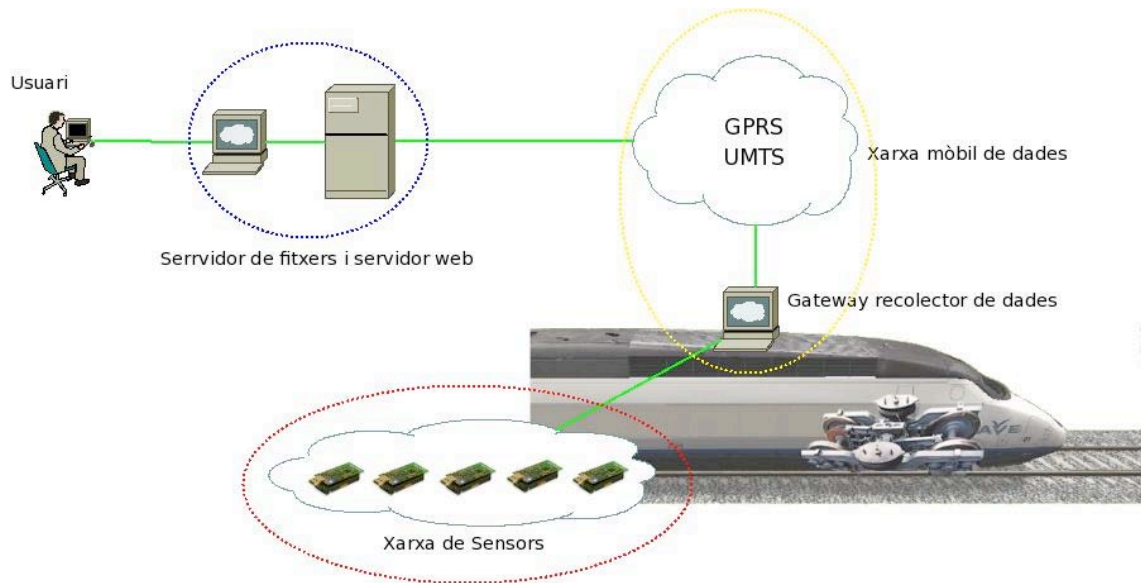 Usuari
GPRS
UMTS
Xarxa mòbil de dades
Serrvidor de fitxers i servidor web
Gateway recolector de dades
AVE
Xarxa de Sensors